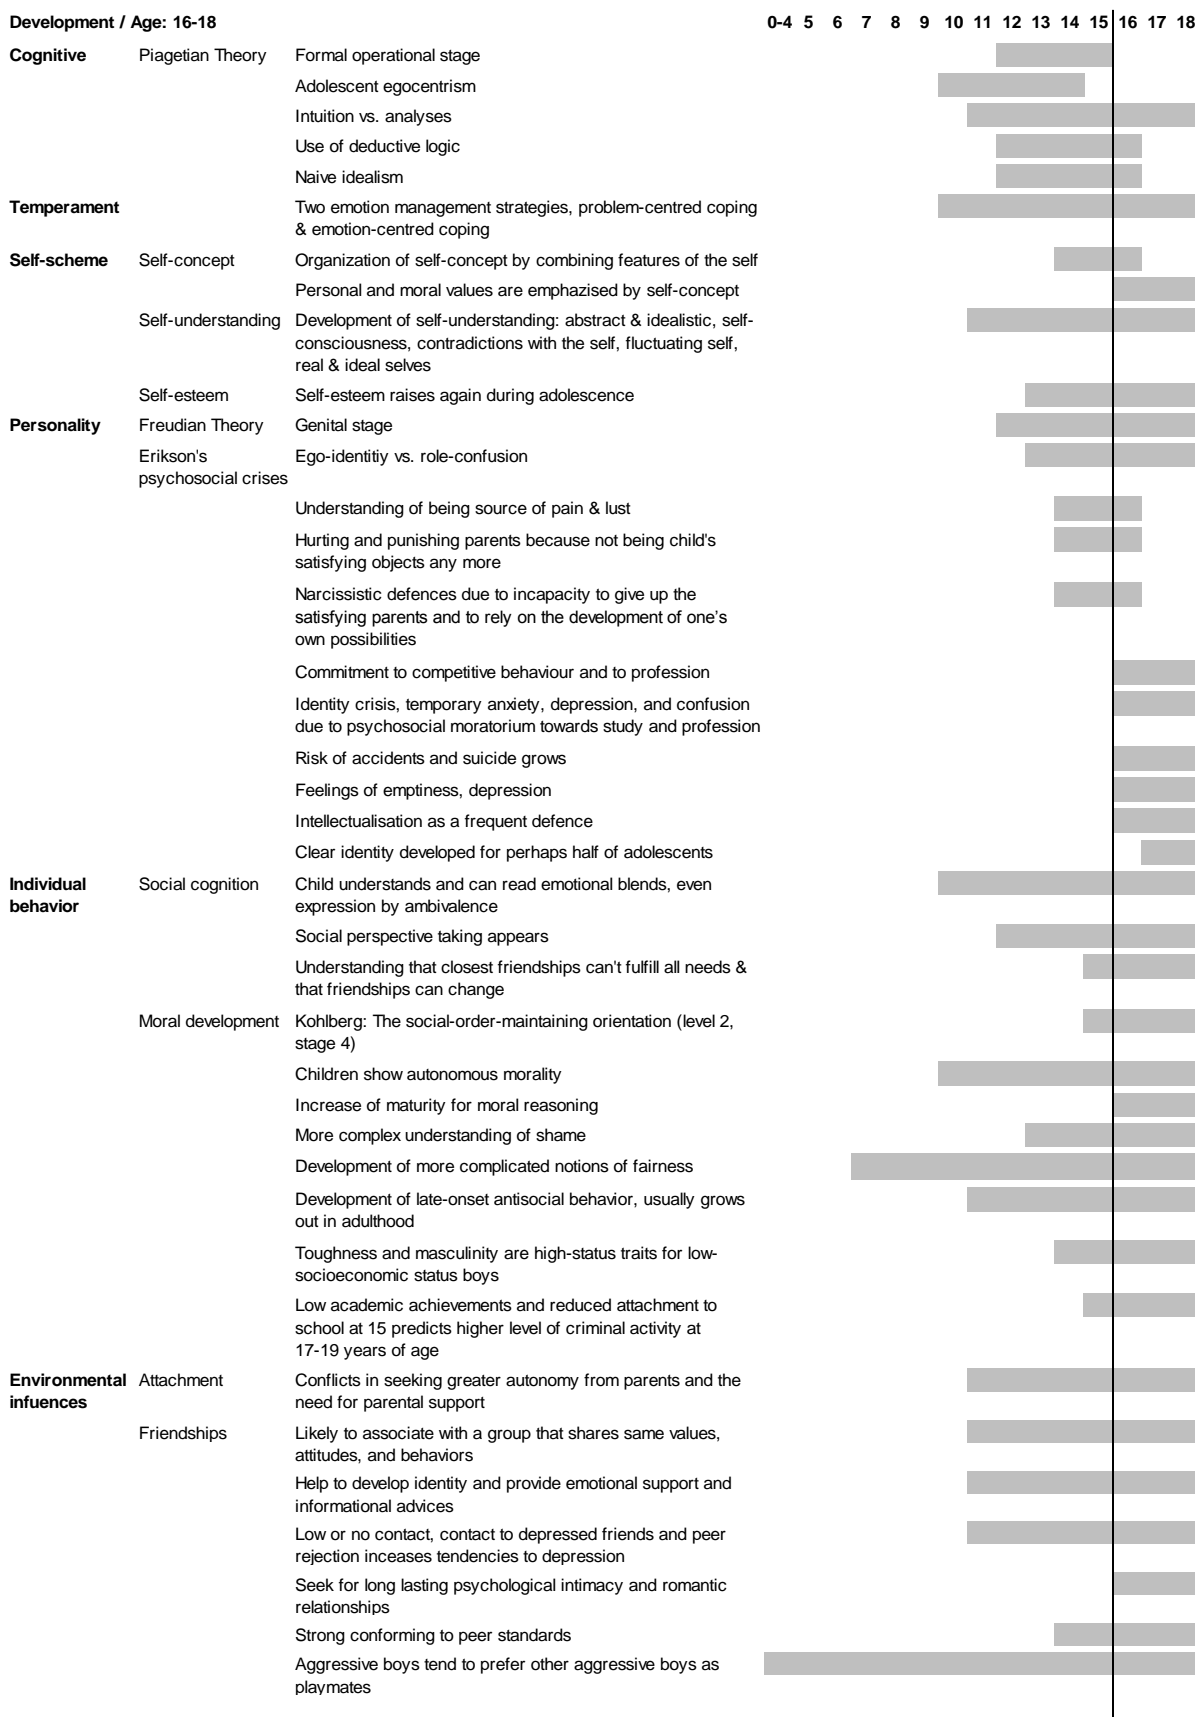 Development / Age: 16-18 0-4 5 6 7 8 9 10 11 12 13 14 15 16 17 18
Cognitive Piagetian Theory Formal operational stage
Adolescent egocentrism
Intuition vs. analyses
Use of deductive logic
Naive idealism
Temperament Two emotion management strategies, problem-centred coping
& emotion-centred coping
Self-scheme Self-concept Organization of self-concept by combining features of the self
Personal and moral values are emphazised by self-concept
Self-understanding Development of self-understanding: abstract & idealistic, self-
consciousness, contradictions with the self, fluctuating self,
real & ideal selves
Self-esteem Self-esteem raises again during adolescence
Personality Freudian Theory Genital stage
Erikson's Ego-identitiy vs. role-confusion
psychosocial crises
Understanding of being source of pain & lust
Hurting and punishing parents because not being child's
satisfying objects any more
Narcissistic defences due to incapacity to give up the
satisfying parents and to rely on the development of one's
own possibilities
Commitment to competitive behaviour and to profession
Identity crisis, temporary anxiety, depression, and confusion
due to psychosocial moratorium towards study and profession
Risk of accidents and suicide grows
Feelings of emptiness, depression
Intellectualisation as a frequent defence
Clear identity developed for perhaps half of adolescents
Individual Social cognition Child understands and can read emotional blends, even
behavior expression by ambivalence
Social perspective taking appears
Understanding that closest friendships can't fulfill all needs &
that friendships can change
Moral development Kohlberg: The social-order-maintaining orientation (level 2,
stage 4)
Children show autonomous morality
Increase of maturity for moral reasoning
More complex understanding of shame
Development of more complicated notions of fairness
Development of late-onset antisocial behavior, usually grows
out in adulthood
Toughness and masculinity are high-status traits for low-
socioeconomic status boys
Low academic achievements and reduced attachment to
school at 15 predicts higher level of criminal activity at
17-19 years of age
Environmental Attachment Conflicts in seeking greater autonomy from parents and the
infuences need for parental support
Friendships Likely to associate with a group that shares same values,
attitudes, and behaviors
Help to develop identity and provide emotional support and
informational advices
Low or no contact, contact to depressed friends and peer
rejection inceases tendencies to depression
Seek for long lasting psychological intimacy and romantic
relationships
Strong conforming to peer standards
Aggressive boys tend to prefer other aggressive boys as
playmates